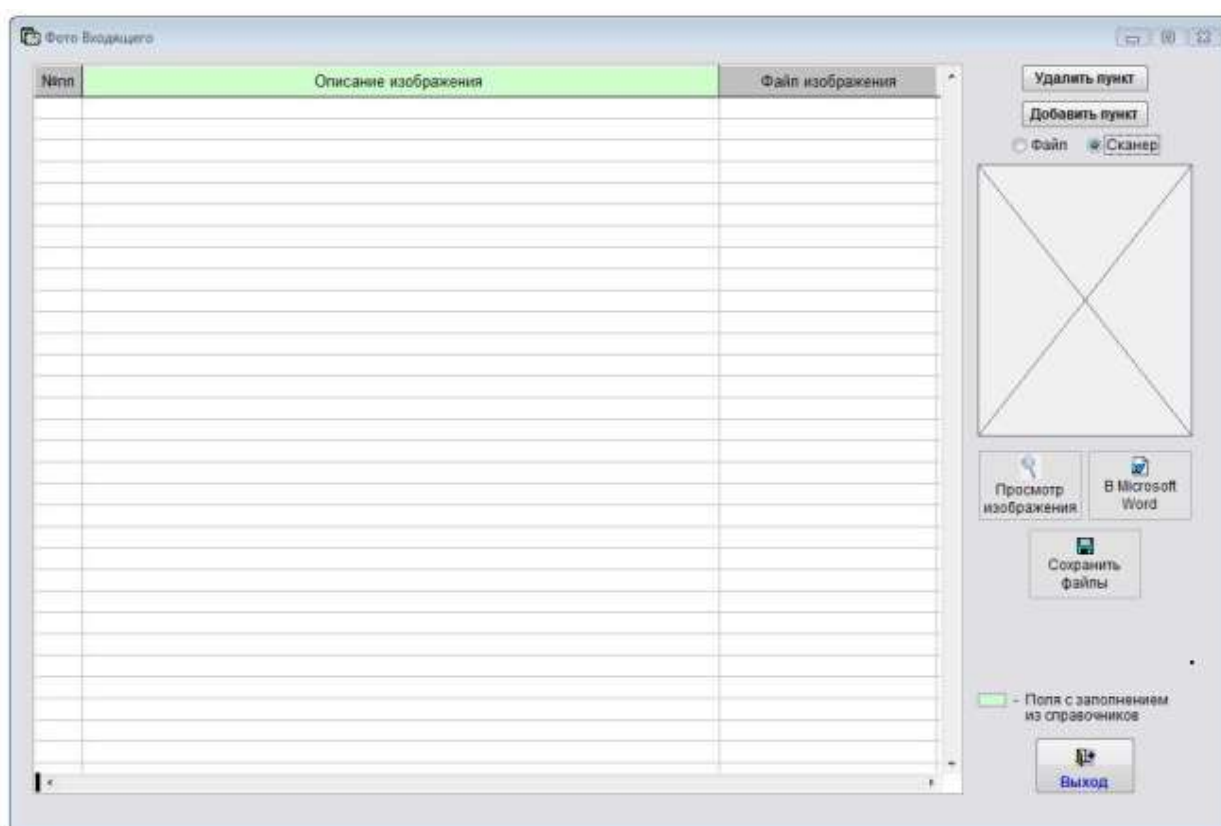 Фото Входящего
№пп Описание изображения Файл изображения
Удалить пункт
Добавить пункт
Файл Сканер
Просмотр
изображения
В Microsoft
Word
Сохранить
файлы
- Поля с заполнением
из справочников
Выход